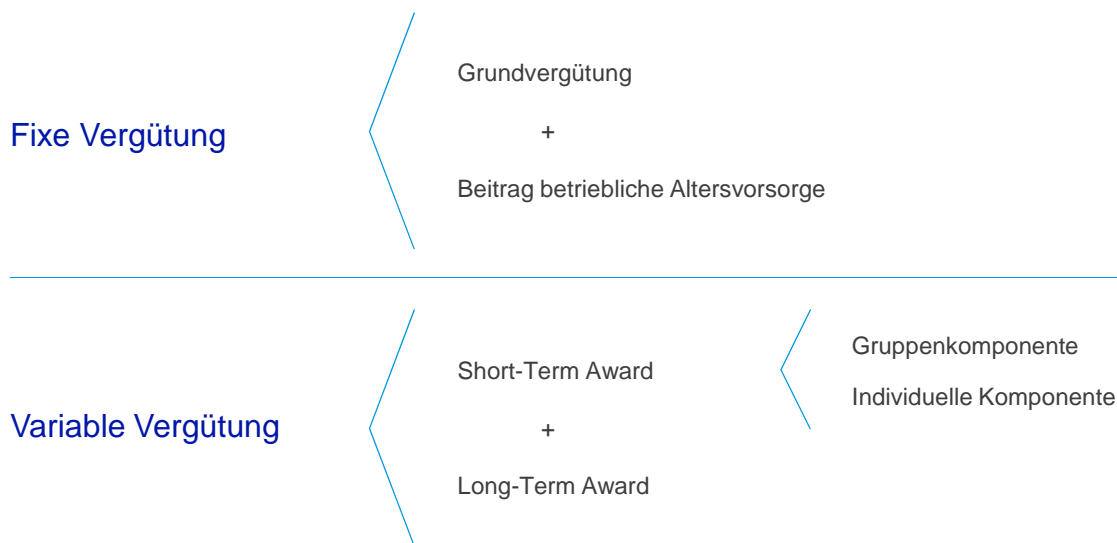 Fixe Vergütung
Grundvergütung
+
Beitrag betriebliche Altersvorsorge
Variable Vergütung
Short-Term Award
+
Long-Term Award
Gruppenkomponente
Individuelle Komponente